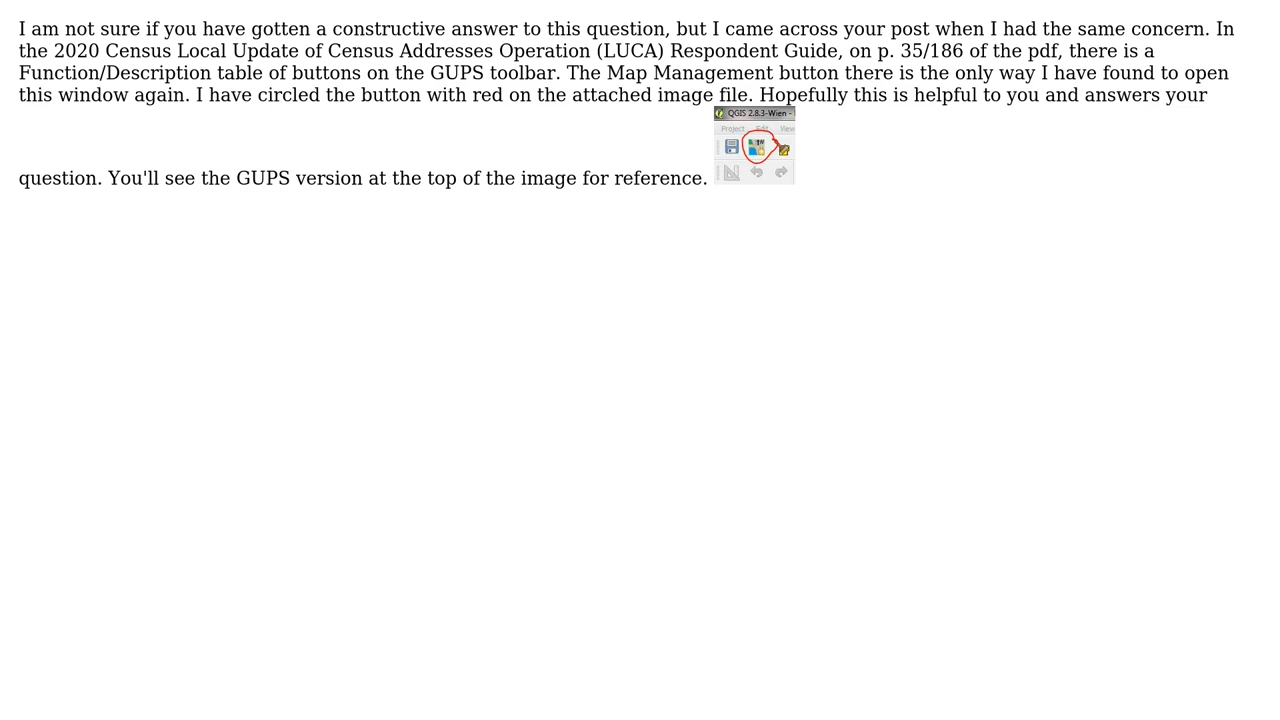 I am not sure if you have gotten a constructive answer to this question, but I came across your post when I had the same concern. In
the 2020 Census Local Update of Census Addresses Operation (LUCA) Respondent Guide, on p. 35/186 of the pdf, there is a
Function/Description table of buttons on the GUPS toolbar. The Map Management button there is the only way I have found to open
this window again. I have circled the button with red on the attached image file. Hopefully this is helpful to you and answers your
QGIS 2.8.3-Wien -
Project Edit View
question. You'll see the GUPS version at the top of the image for reference.